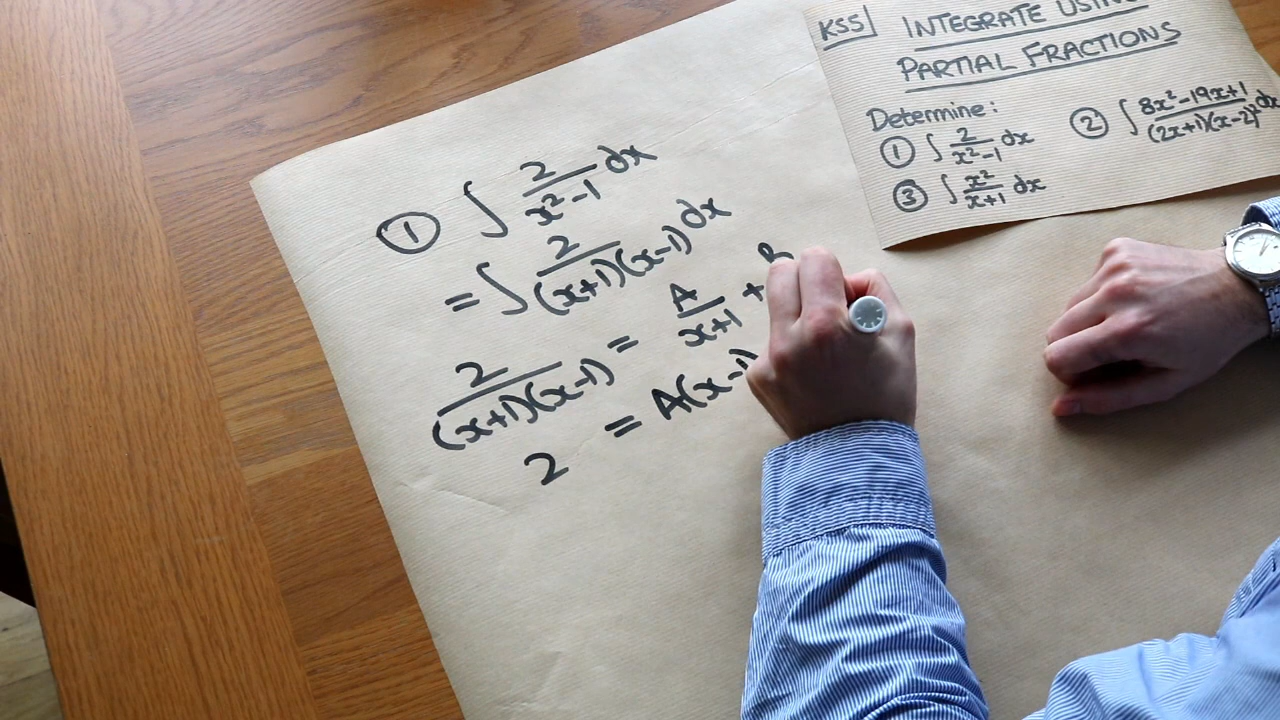 KS5
INTEGRATE USING
PARTIAL FRACTIONS
Determine:
① ∫ 2/(x²-1) dx
② ∫ (8x²-19x+1)/((2x+1)(x-2)²) dx
③ ∫ x²/(x+1) dx
① ∫ 2/(x²-1) dx
= ∫ 2/((x+1)(x-1)) dx
2/((x+1)(x-1)) = A/(x+1) + B
2 = A(x-1)